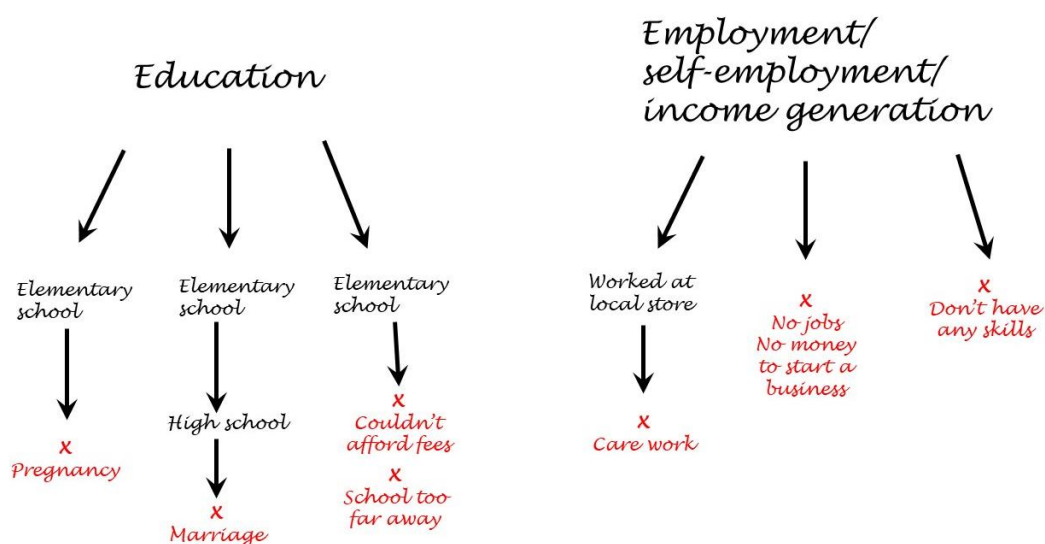 Education
Elementary
school
x
Pregnancy
Elementary
school
High school
x
Marriage
Elementary
school
x
Couldn't
afford fees
x
School too
far away
Employment/
self-employment/
income generation
Worked at
local store
x
Care work
x
No jobs
No money
to start a
business
x
Don't have
any skills